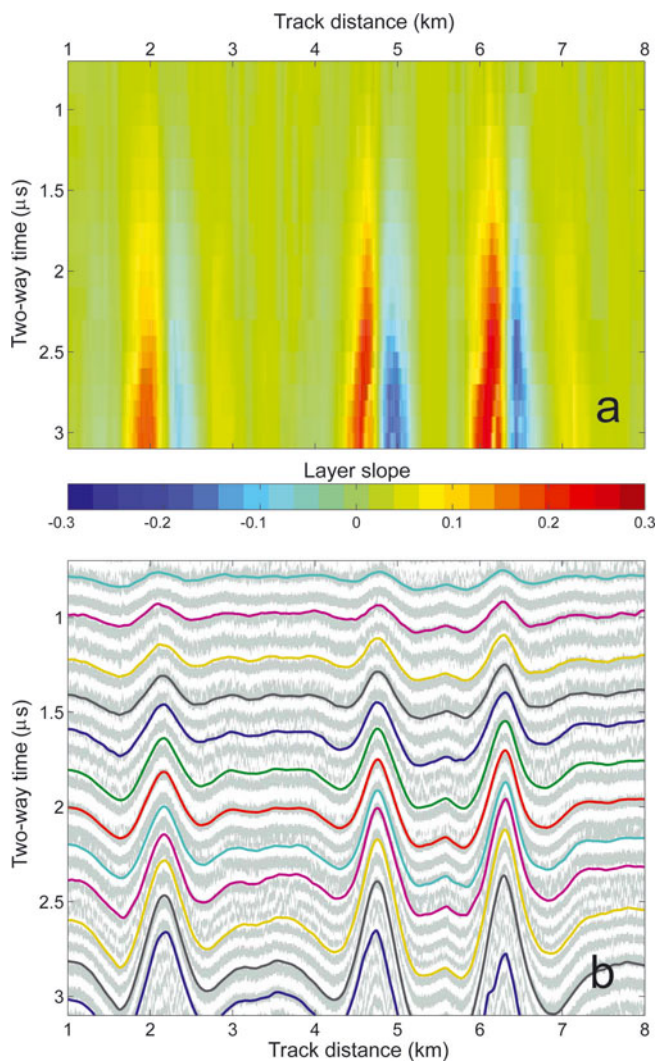 Track distance (km)
1 2 3 4 5 6 7 8
Two-way time (µs)
1
1.5
2
2.5
3
a
Layer slope
-0.3 -0.2 -0.1 0 0.1 0.2 0.3
Two-way time (µs)
1
1.5
2
2.5
3
b
1 2 3 4 5 6 7 8
Track distance (km)